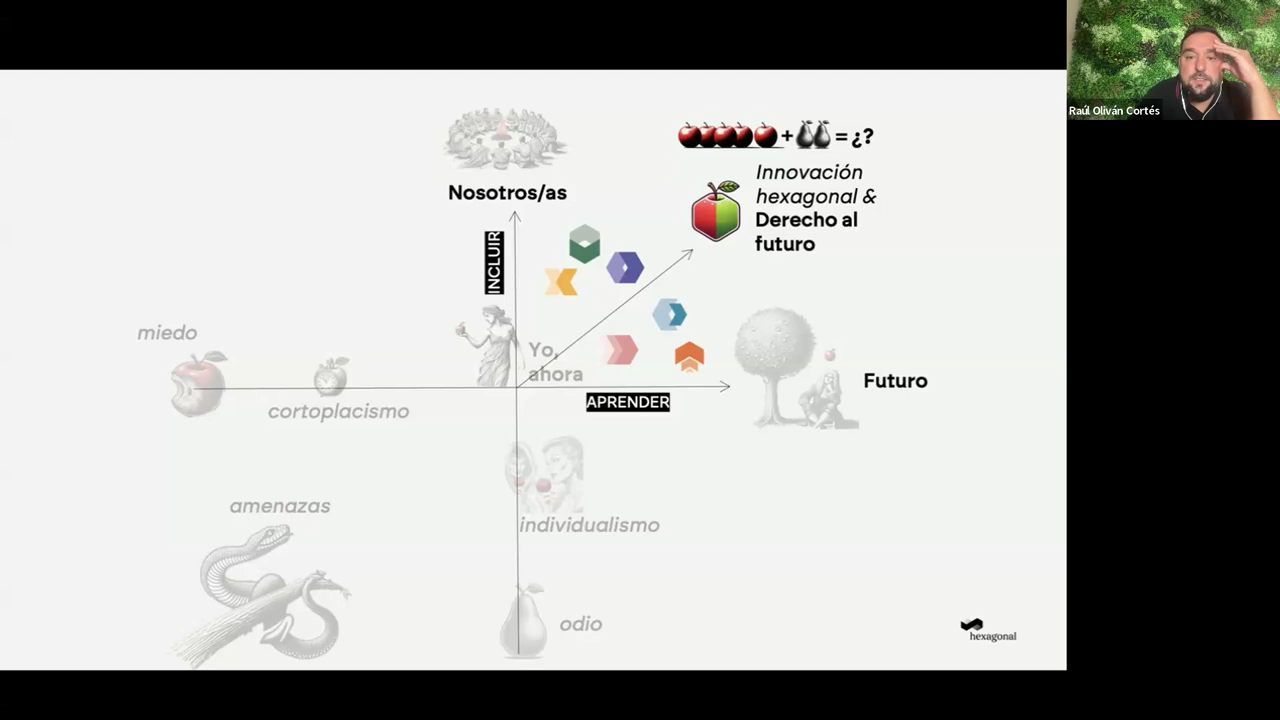 Raúl Oliván Cortés
+ = ¿?
Nosotros/as
Innovación
hexagonal &
Derecho al
futuro
INCLUIR
miedo
Yo,
ahora
Futuro
cortoplacismo
APRENDER
amenazas
individualismo
odio
hexagonal